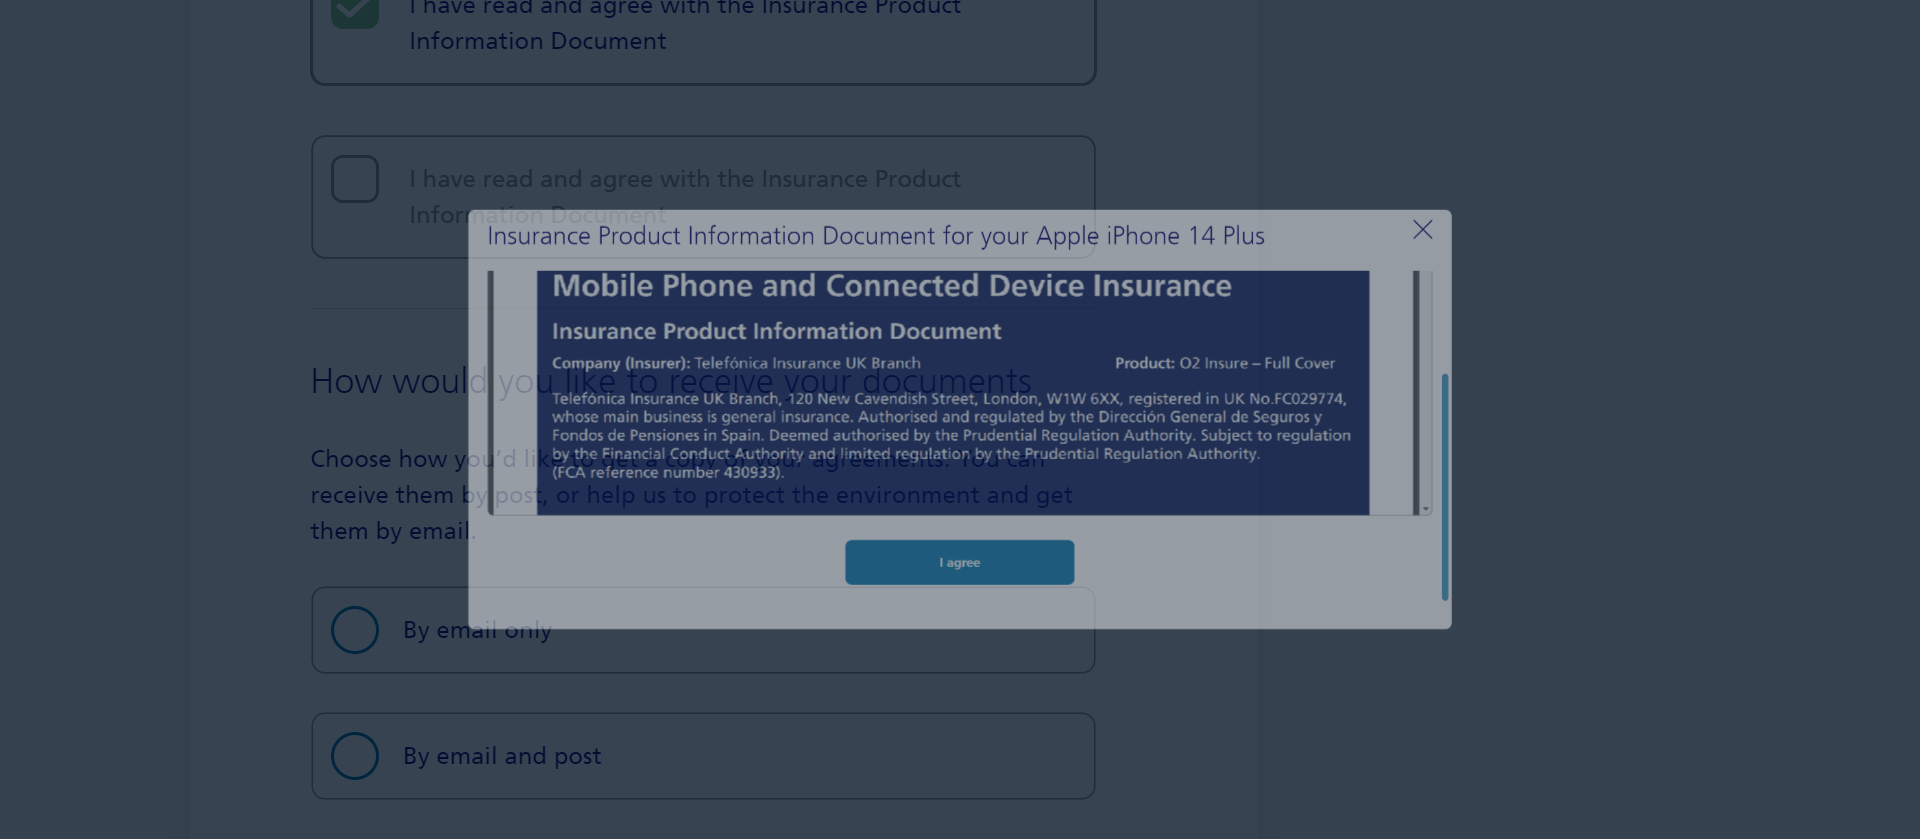 I have read and agree with the Insurance Product
Information Document
I have read and agree with the Insurance Product
Information Document
Insurance Product Information Document for your Apple iPhone 14 Plus
Mobile Phone and Connected Device Insurance
Insurance Product Information Document
Company (Insurer): Telefónica Insurance UK Branch
Product: O2 Insure – Full Cover
Telefónica Insurance UK Branch, 120 New Cavendish Street, London, W1W 6XX, registered in UK No.FC029774,
whose main business is general insurance. Authorised and regulated by the Dirección General de Seguros y
Fondos de Pensiones in Spain. Deemed authorised by the Prudential Regulation Authority. Subject to regulation
by the Financial Conduct Authority and limited regulation by the Prudential Regulation Authority.
(FCA reference number 430933).
I agree
How would you like to receive your documents
Choose how you'd like to get a copy of your agreements. You can
receive them by post, or help us to protect the environment and get
them by email.
By email only
By email and post